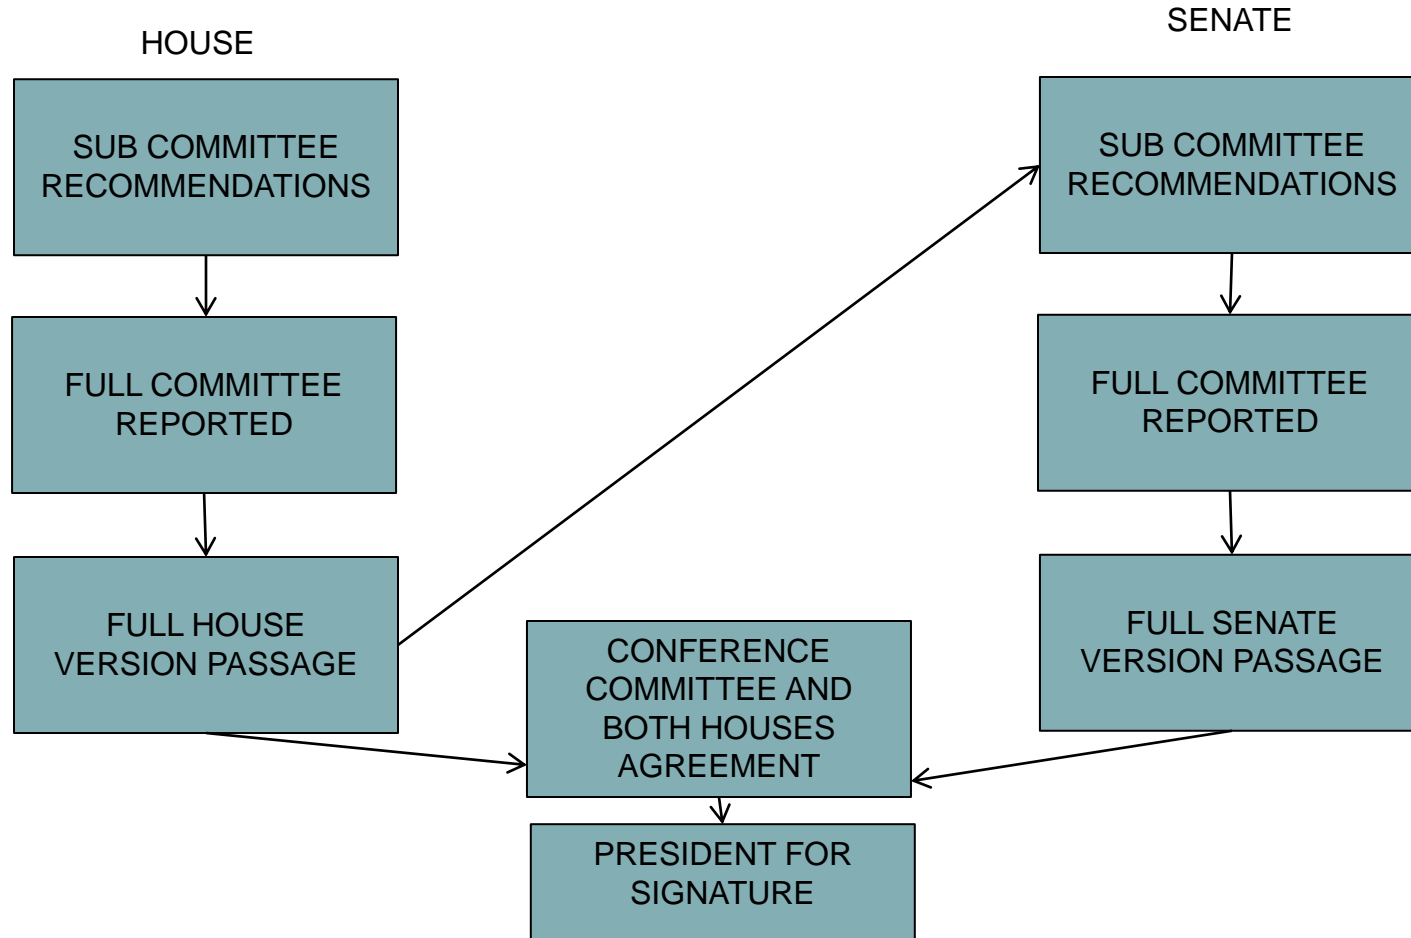 HOUSE
SUB COMMITTEE
RECOMMENDATIONS
FULL COMMITTEE
REPORTED
FULL HOUSE
VERSION PASSAGE
SENATE
SUB COMMITTEE
RECOMMENDATIONS
FULL COMMITTEE
REPORTED
FULL SENATE
VERSION PASSAGE
CONFERENCE
COMMITTEE AND
BOTH HOUSES
AGREEMENT
PRESIDENT FOR
SIGNATURE